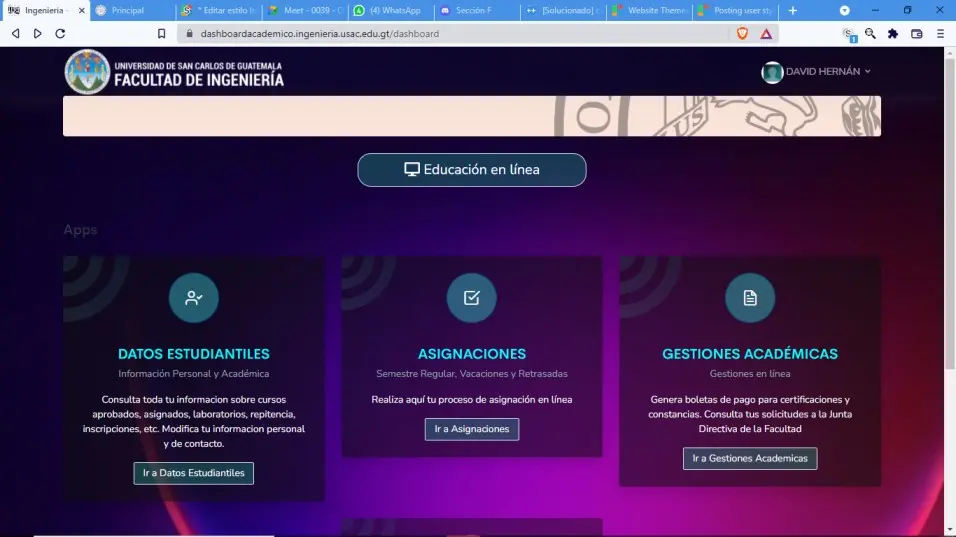 Ingenieria -
Principal
* Editar estilo
Meet - 0039 -
(4) WhatsApp
Sección F
[Solucionado]
Website Theme
Posting user st
dashboardacademico.ingenieria.usac.edu.gt/dashboard
UNIVERSIDAD DE SAN CARLOS DE GUATEMALA
FACULTAD DE INGENIERÍA
DAVID HERNÁN
Educación en línea
Apps
DATOS ESTUDIANTILES
Información Personal y Académica
Consulta toda tu informacion sobre cursos
aprobados, asignados, laboratorios, repitencia,
inscripciones, etc. Modifica tu informacion personal
y de contacto.
Ir a Datos Estudiantiles
ASIGNACIONES
Semestre Regular, Vacaciones y Retrasadas
Realiza aquí tu proceso de asignación en línea
Ir a Asignaciones
GESTIONES ACADÉMICAS
Gestiones en línea
Genera boletas de pago para certificaciones y
constancias. Consulta tus solicitudes a la Junta
Directiva de la Facultad
Ir a Gestiones Academicas